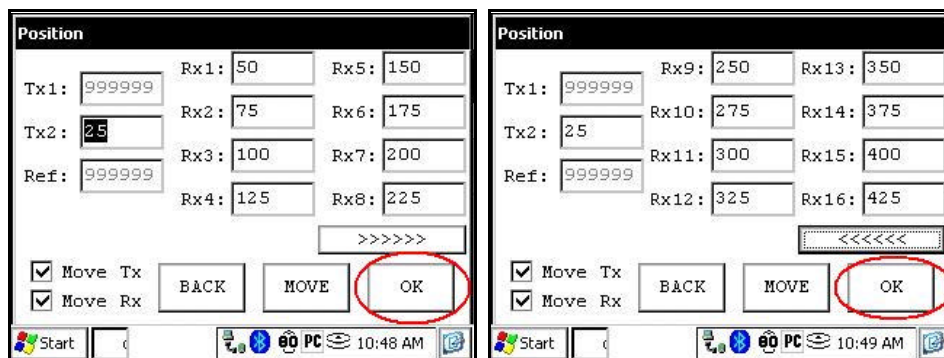 Position
Tx1: 999999
Tx2: 25
Ref: 999999
Rx1: 50
Rx2: 75
Rx3: 100
Rx4: 125
Rx5: 150
Rx6: 175
Rx7: 200
Rx8: 225
>>>>>>
Move Tx
Move Rx
BACK
MOVE
OK
Start
PC
10:48 AM
Position
Tx1: 999999
Tx2: 25
Ref: 999999
Rx9: 250
Rx10: 275
Rx11: 300
Rx12: 325
Rx13: 350
Rx14: 375
Rx15: 400
Rx16: 425
<<<<<<
Move Tx
Move Rx
BACK
MOVE
OK
Start
PC
10:49 AM